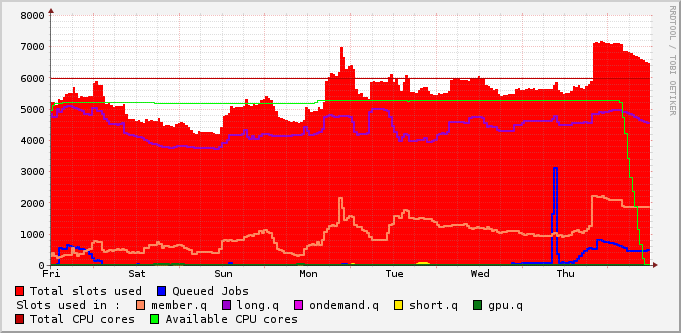 8000
7000
6000
5000
4000
3000
2000
1000
0
Fri Sat Sun Mon Tue Wed Thu
Total slots used Queued Jobs
Slots used in : member.q long.q ondemand.q short.q gpu.q
Total CPU cores Available CPU cores
RRDTOOL / TOBI OETIKER